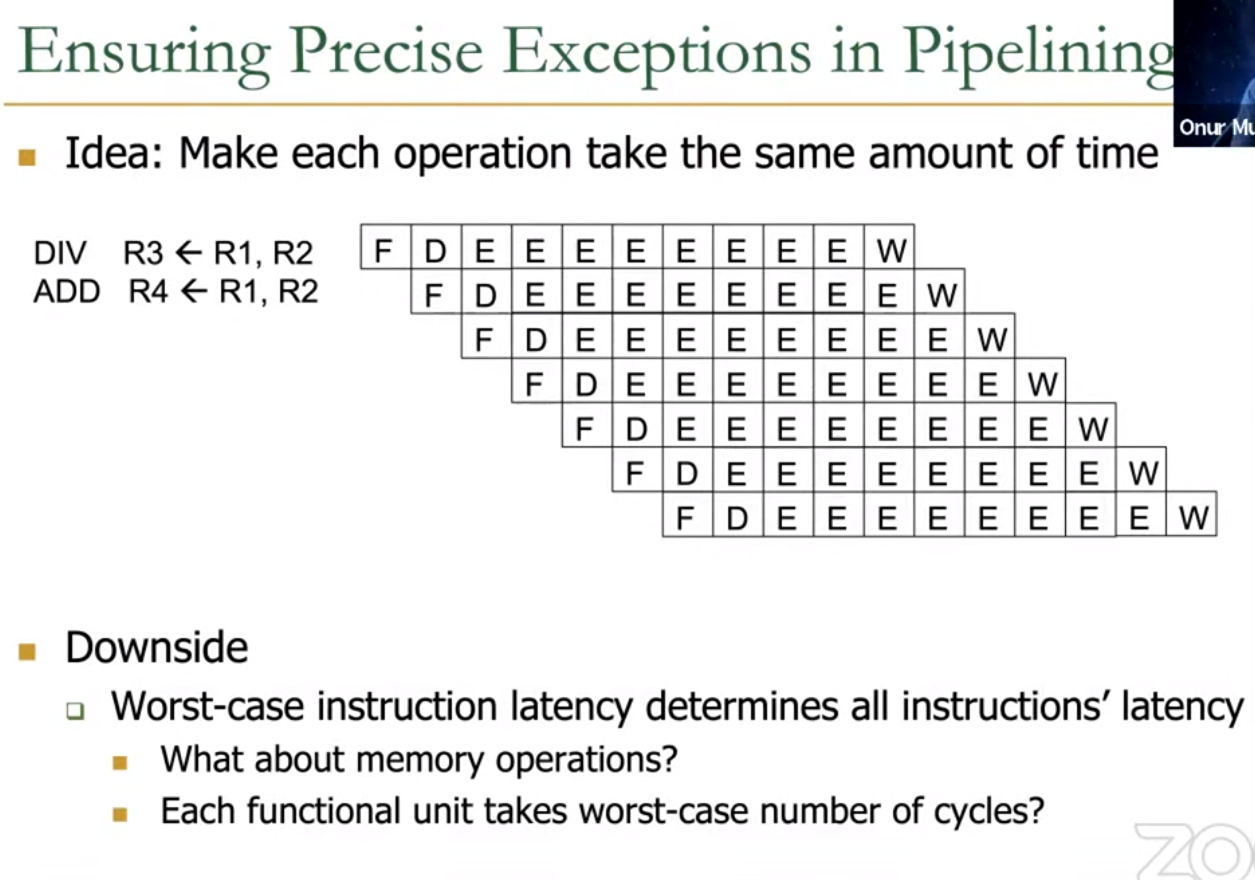 Ensuring Precise Exceptions in Pipelining
Onur Mu
Idea: Make each operation take the same amount of time
DIV R3 ← R1, R2
F D E E E E E E E E W
ADD R4 ← R1, R2
F D E E E E E E E E W
F D E E E E E E E E W
F D E E E E E E E E W
F D E E E E E E E E W
F D E E E E E E E E W
F D E E E E E E E E W
Downside
Worst-case instruction latency determines all instructions’ latency
What about memory operations?
Each functional unit takes worst-case number of cycles?
ZO